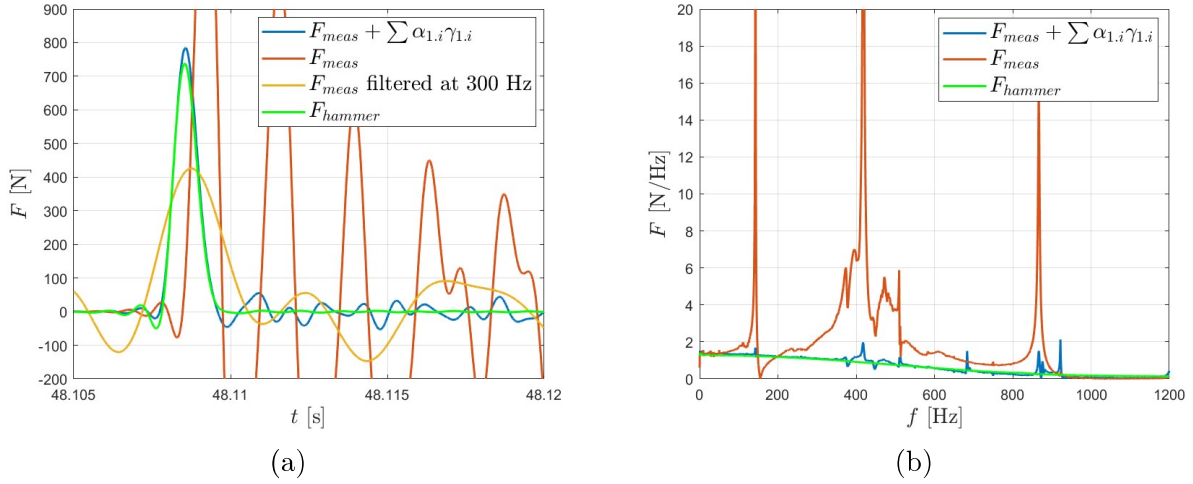 900
800
700
600
500
400
300
200
100
0
-100
-200
F [N]
48.105
48.11
48.115
48.12
t [s]
F_meas + ∑ α_1.i γ_1.i
F_meas
F_meas filtered at 300 Hz
F_hammer
(a)
20
18
16
14
12
10
8
6
4
2
0
F [N/Hz]
0
200
400
600
800
1000
1200
f [Hz]
F_meas + ∑ α_1.i γ_1.i
F_meas
F_hammer
(b)